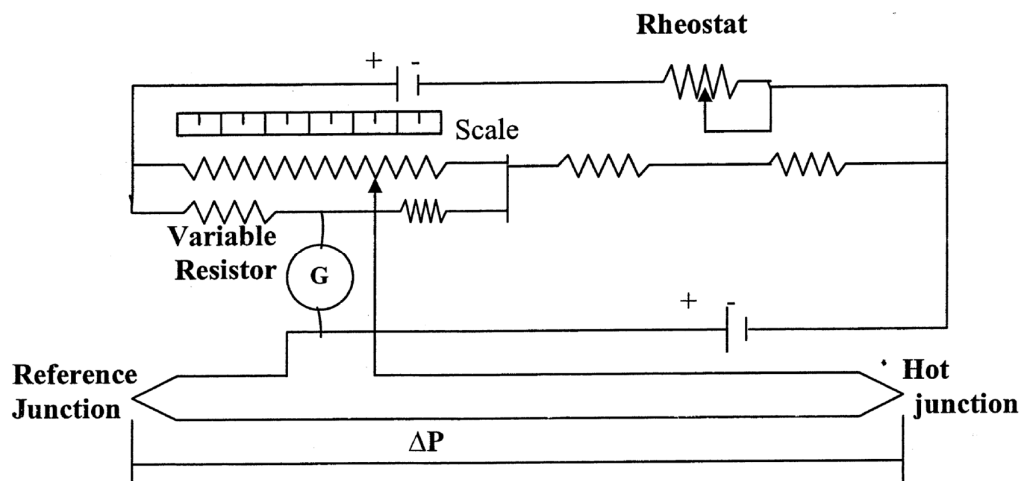 Rheostat
+ -
Scale
Variable
Resistor
G
+ -
Reference
Junction
Hot
junction
ΔP